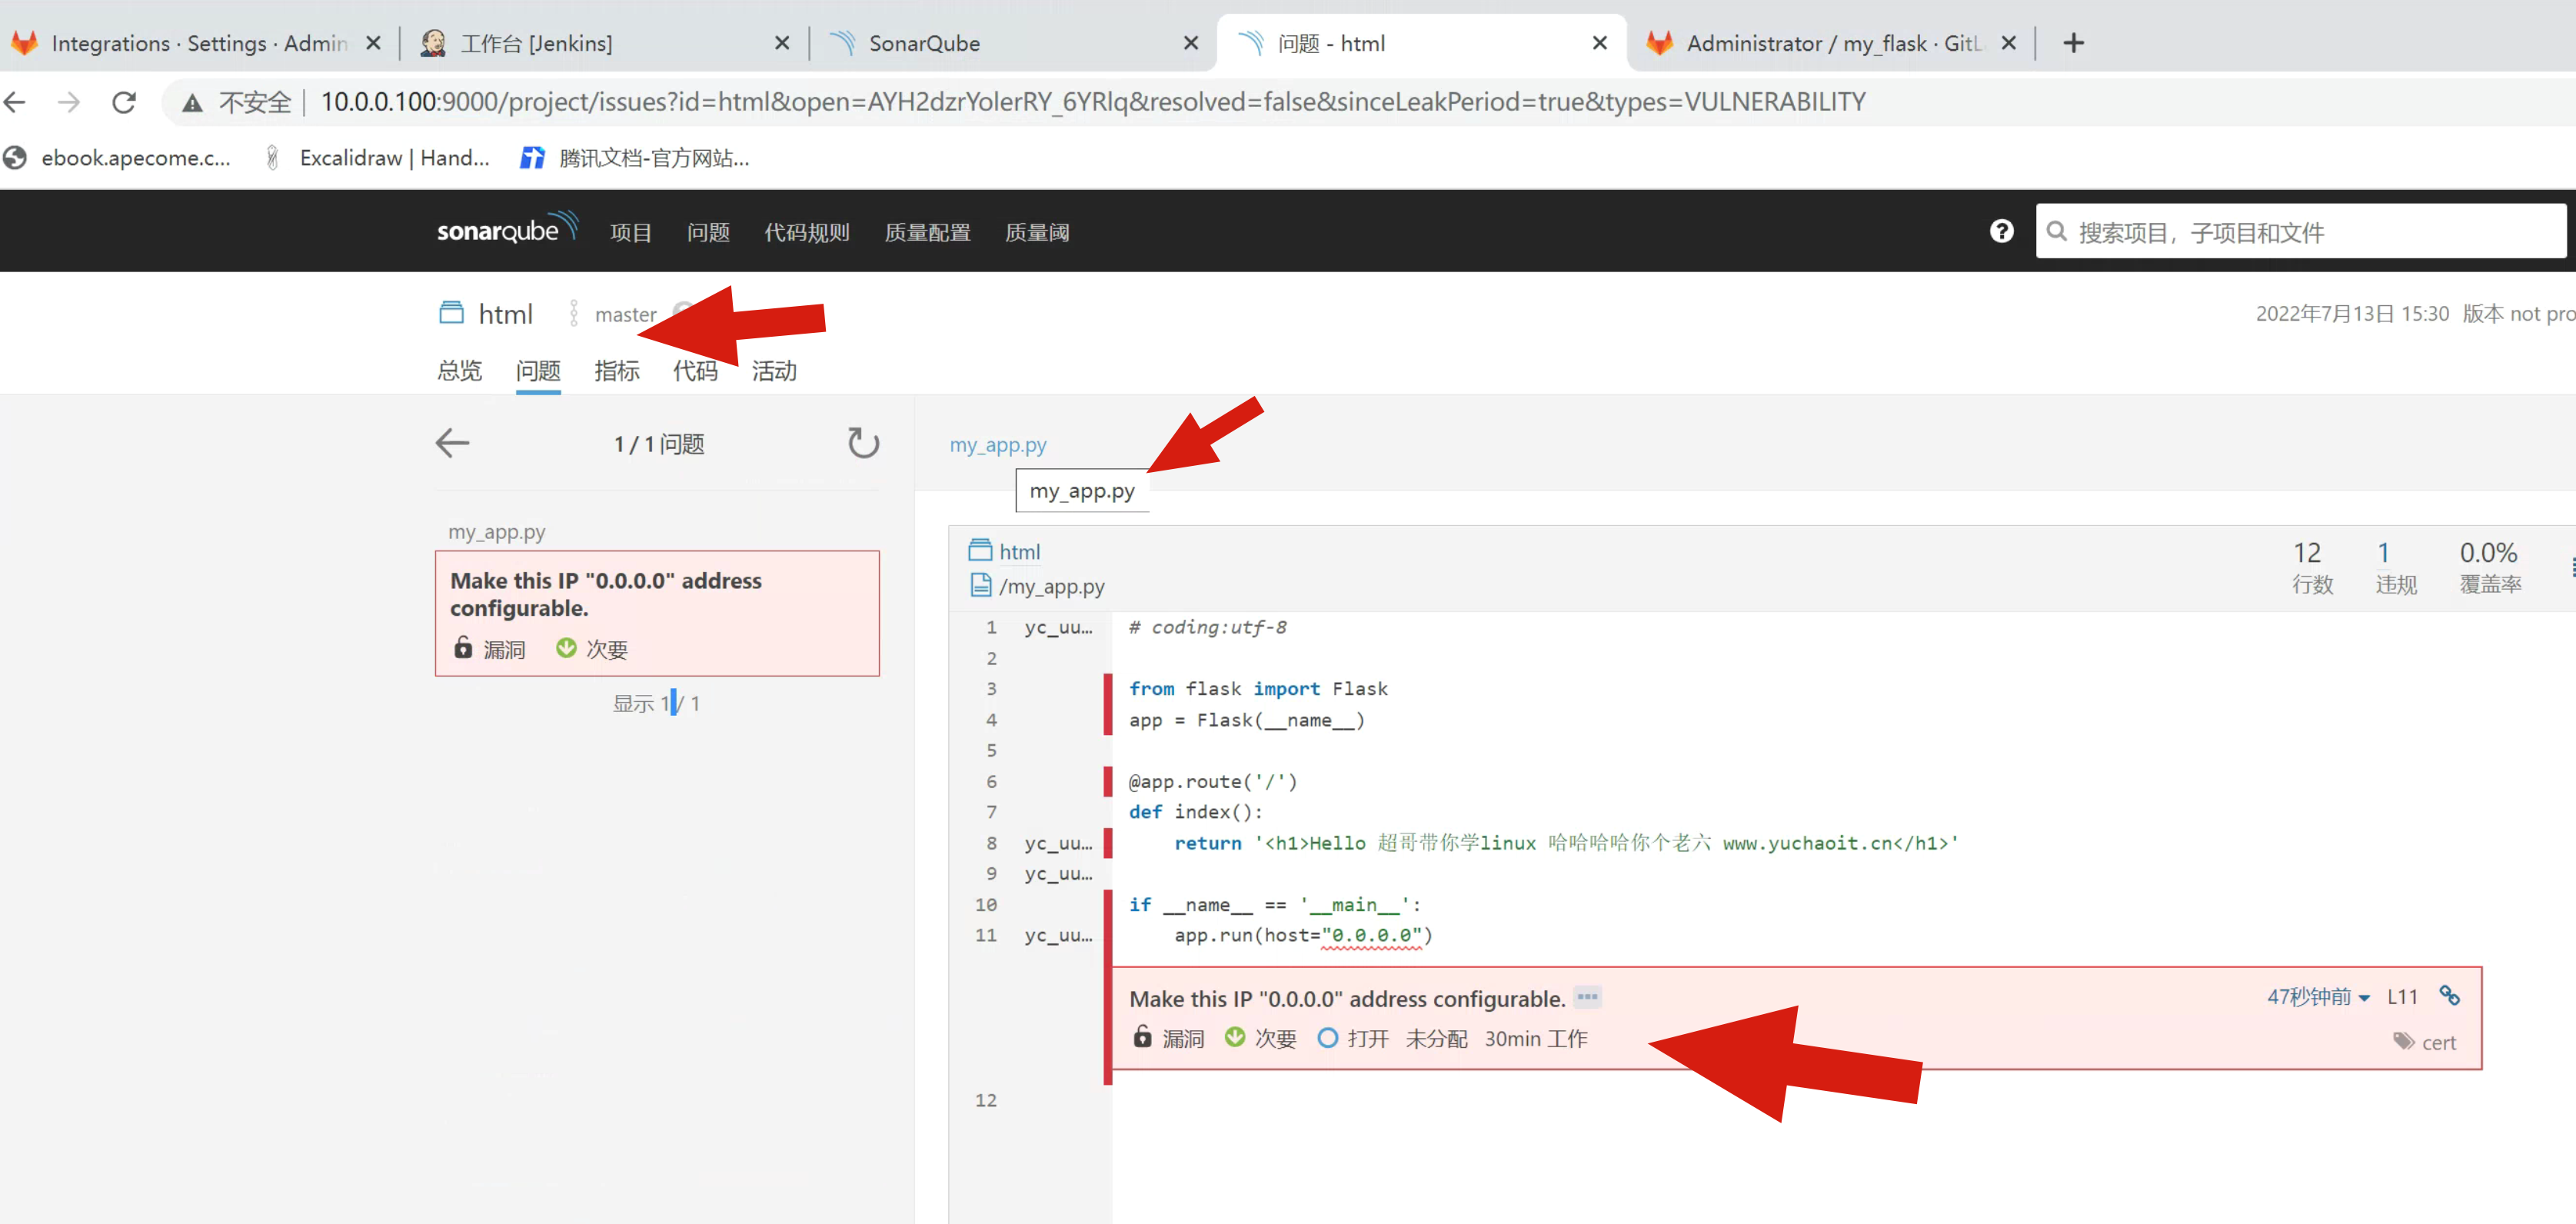 Integrations · Settings · Admin
工作台 [Jenkins]
SonarQube
问题 - html
Administrator / my_flask · GitL
不安全
10.0.0.100:9000/project/issues?id=html&open=AYH2dzrYolerRY_6YRlq&resolved=false&sinceLeakPeriod=true&types=VULNERABILITY
ebook.apecome.c...
Excalidraw | Hand...
腾讯文档-官方网站...
sonarqube 项目 问题 代码规则 质量配置 质量阈
搜索项目，子项目和文件
html master
2022年7月13日 15:30 版本 not pro
总览 问题 指标 代码 活动
1 / 1 问题
my_app.py
my_app.py
my_app.py
Make this IP "0.0.0.0" address
configurable.
漏洞 次要
显示 1 / 1
html
/my_app.py
12 行数
1 违规
0.0% 覆盖率
1 yc_uu... # coding:utf-8
2
3 from flask import Flask
4 app = Flask(__name__)
5
6 @app.route('/')
7 def index():
8 yc_uu... return '<h1>Hello 超哥带你学linux 哈哈哈哈你个老六 www.yuchaoit.cn</h1>'
9 yc_uu...
10 if __name__ == '__main__':
11 yc_uu... app.run(host="0.0.0.0")
Make this IP "0.0.0.0" address configurable. 47秒钟前 L11
漏洞 次要 打开 未分配 30min 工作 cert
12